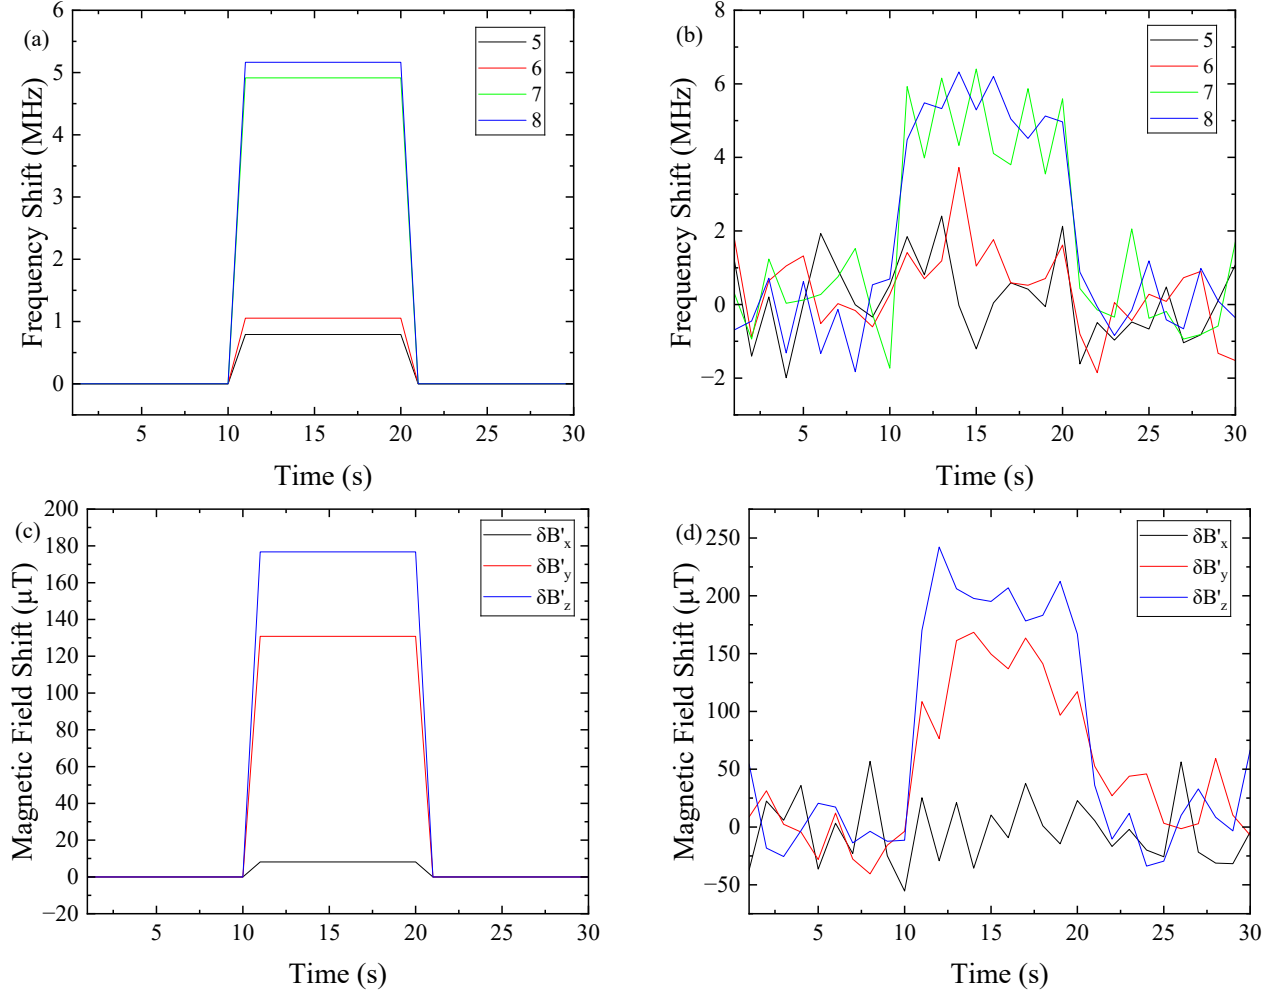 (a)
6
5
4
3
2
1
0
Frequency Shift (MHz)
5
6
7
8
5 10 15 20 25 30
Time (s)
(b)
8
6
4
2
0
−2
Frequency Shift (MHz)
5
6
7
8
5 10 15 20 25 30
Time (s)
(c)
200
180
160
140
120
100
80
60
40
20
0
−20
Magnetic Field Shift (μT)
δB'x
δB'y
δB'z
5 10 15 20 25 30
Time (s)
(d)
250
200
150
100
50
0
−50
Magnetic Field Shift (μT)
δB'x
δB'y
δB'z
5 10 15 20 25 30
Time (s)